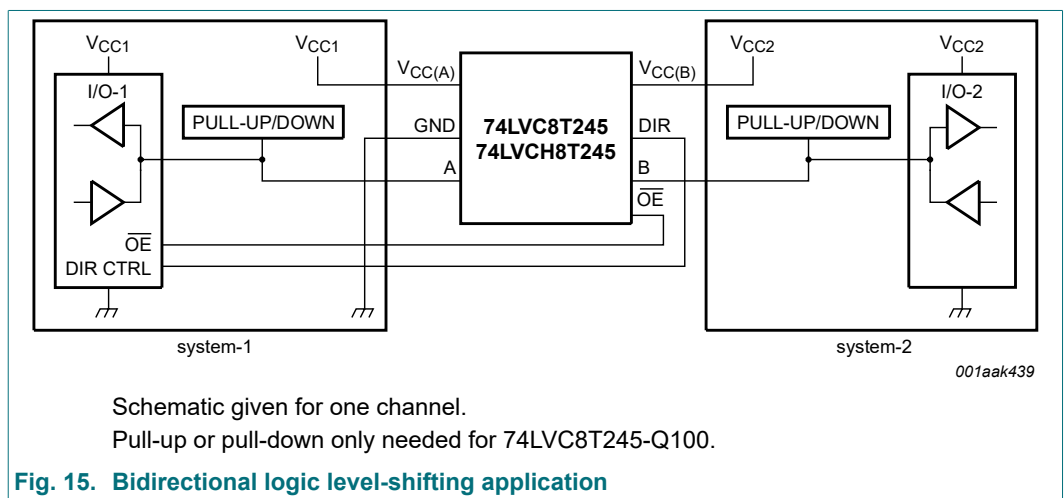 VCC1
VCC1
VCC2
VCC2
VCC(A)
VCC(B)
I/O-1
I/O-2
PULL-UP/DOWN
GND
74LVC8T245
74LVCH8T245
DIR
PULL-UP/DOWN
A
B
OE
OE
DIR CTRL
system-1
system-2
001aak439
Schematic given for one channel.
Pull-up or pull-down only needed for 74LVC8T245-Q100.
Fig. 15. Bidirectional logic level-shifting application